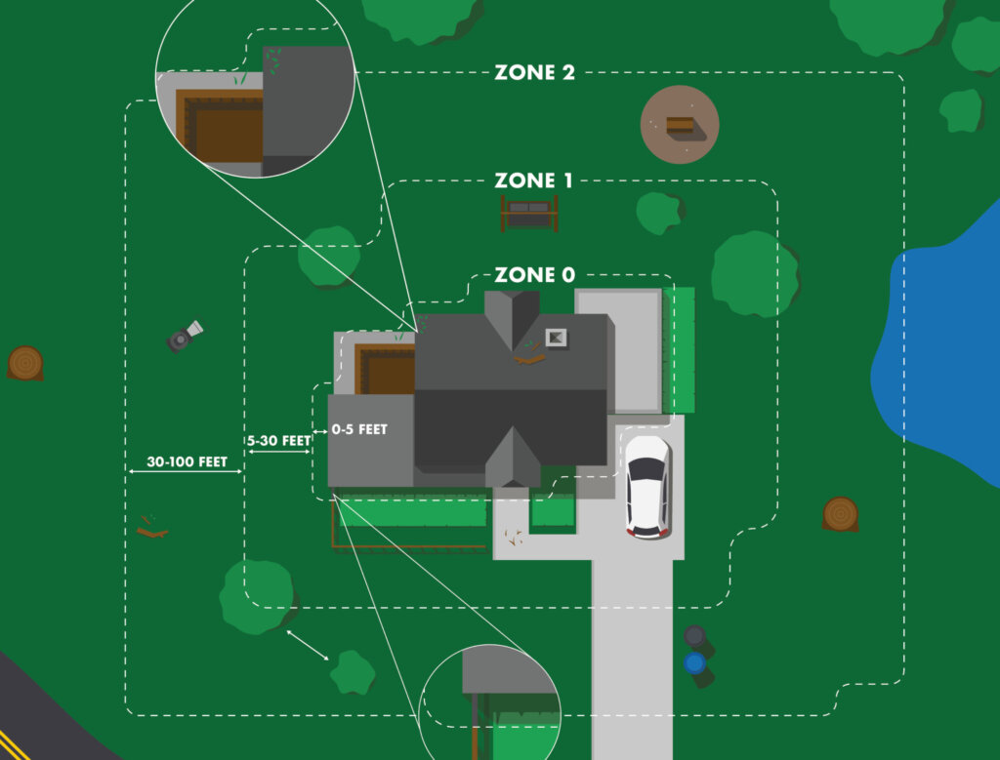 ZONE 2
ZONE 1
ZONE 0
0-5 FEET
5-30 FEET
30-100 FEET